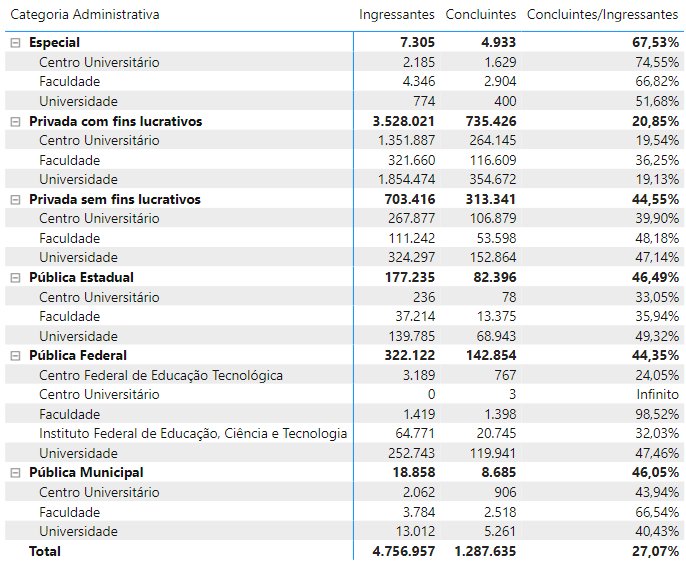 Categoria Administrativa Ingressantes Concluintes Concluintes/Ingressantes
Especial 7.305 4.933 67,53%
Centro Universitário 2.185 1.629 74,55%
Faculdade 4.346 2.904 66,82%
Universidade 774 400 51,68%
Privada com fins lucrativos 3.528.021 735.426 20,85%
Centro Universitário 1.351.887 264.145 19,54%
Faculdade 321.660 116.609 36,25%
Universidade 1.854.474 354.672 19,13%
Privada sem fins lucrativos 703.416 313.341 44,55%
Centro Universitário 267.877 106.879 39,90%
Faculdade 111.242 53.598 48,18%
Universidade 324.297 152.864 47,14%
Pública Estadual 177.235 82.396 46,49%
Centro Universitário 236 78 33,05%
Faculdade 37.214 13.375 35,94%
Universidade 139.785 68.943 49,32%
Pública Federal 322.122 142.854 44,35%
Centro Federal de Educação Tecnológica 3.189 767 24,05%
Centro Universitário 0 3 Infinito
Faculdade 1.419 1.398 98,52%
Instituto Federal de Educação, Ciência e Tecnologia 64.771 20.745 32,03%
Universidade 252.743 119.941 47,46%
Pública Municipal 18.858 8.685 46,05%
Centro Universitário 2.062 906 43,94%
Faculdade 3.784 2.518 66,54%
Universidade 13.012 5.261 40,43%
Total 4.756.957 1.287.635 27,07%